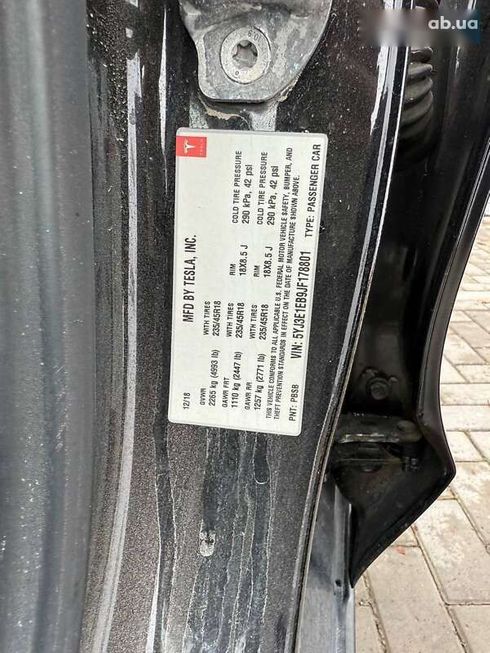 ab.ua
TESLA
MFD BY TESLA, INC.
12/18
GVWR WITH TIRES RIM COLD TIRE PRESSURE
2265 kg (4993 lb) 235/45R18 18X8.5 J 290 kPa, 42 psi
GAWR FRT WITH TIRES RIM COLD TIRE PRESSURE
1110 kg (2447 lb) 235/45R18 18X8.5 J 290 kPa, 42 psi
GAWR RR
1257 kg (2771 lb) 235/45R18
THIS VEHICLE CONFORMS TO ALL APPLICABLE U.S. FEDERAL MOTOR VEHICLE SAFETY, BUMPER, AND
THEFT PREVENTION STANDARDS IN EFFECT ON THE DATE OF MANUFACTURE SHOWN ABOVE.
VIN: 5YJ3E1EB9JF178801 TYPE: PASSENGER CAR
PNT: PBSB